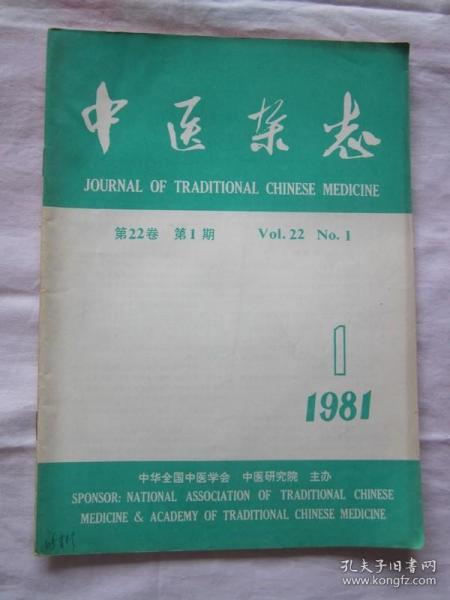 中医杂志
JOURNAL OF TRADITIONAL CHINESE MEDICINE
第22卷 第1期 Vol. 22 No. 1
1
1981
中华全国中医学会 中医研究院 主办
SPONSOR: NATIONAL ASSOCIATION OF TRADITIONAL CHINESE
MEDICINE & ACADEMY OF TRADITIONAL CHINESE MEDICINE
孔夫子旧书网
www.kongfz.com